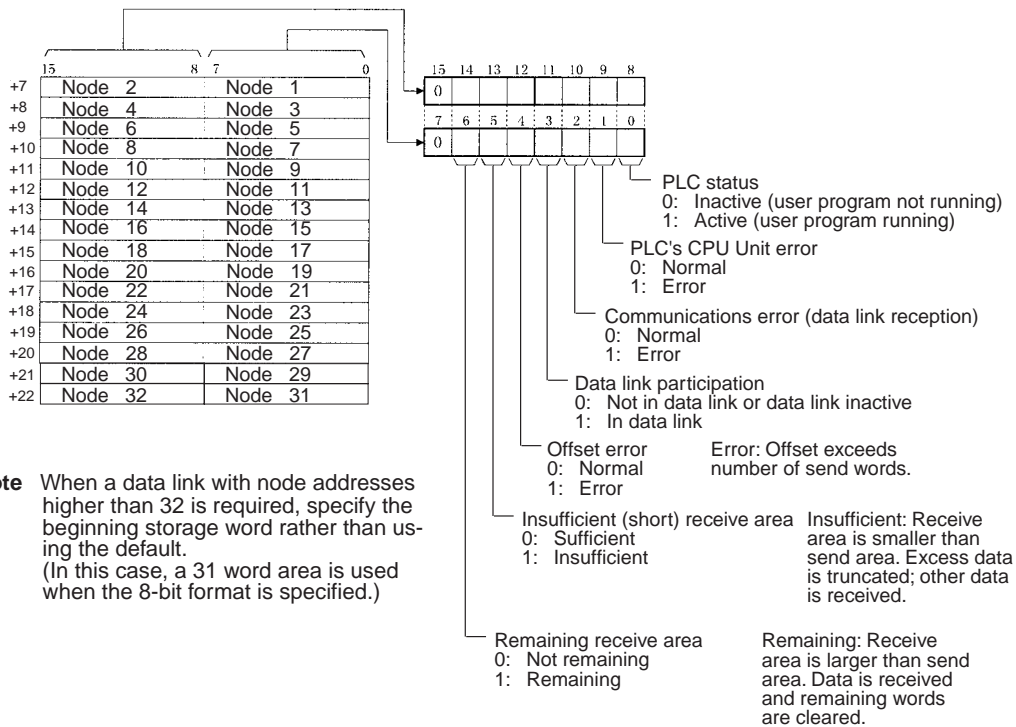 15 8 7 0
+7 Node 2 Node 1
+8 Node 4 Node 3
+9 Node 6 Node 5
+10 Node 8 Node 7
+11 Node 10 Node 9
+12 Node 12 Node 11
+13 Node 14 Node 13
+14 Node 16 Node 15
+15 Node 18 Node 17
+16 Node 20 Node 19
+17 Node 22 Node 21
+18 Node 24 Node 23
+19 Node 26 Node 25
+20 Node 28 Node 27
+21 Node 30 Node 29
+22 Node 32 Node 31
15 14 13 12 11 10 9 8
0
7 6 5 4 3 2 1 0
0
PLC status
0: Inactive (user program not running)
1: Active (user program running)
PLC's CPU Unit error
0: Normal
1: Error
Communications error (data link reception)
0: Normal
1: Error
Data link participation
0: Not in data link or data link inactive
1: In data link
Offset error
0: Normal
1: Error
Error: Offset exceeds
number of send words.
Insufficient (short) receive area
0: Sufficient
1: Insufficient
Insufficient: Receive
area is smaller than
send area. Excess data
is truncated; other data
is received.
Remaining receive area
0: Not remaining
1: Remaining
Remaining: Receive
area is larger than send
area. Data is received
and remaining words
are cleared.
When a data link with node addresses
higher than 32 is required, specify the
beginning storage word rather than us-
ing the default.
(In this case, a 31 word area is used
when the 8-bit format is specified.)